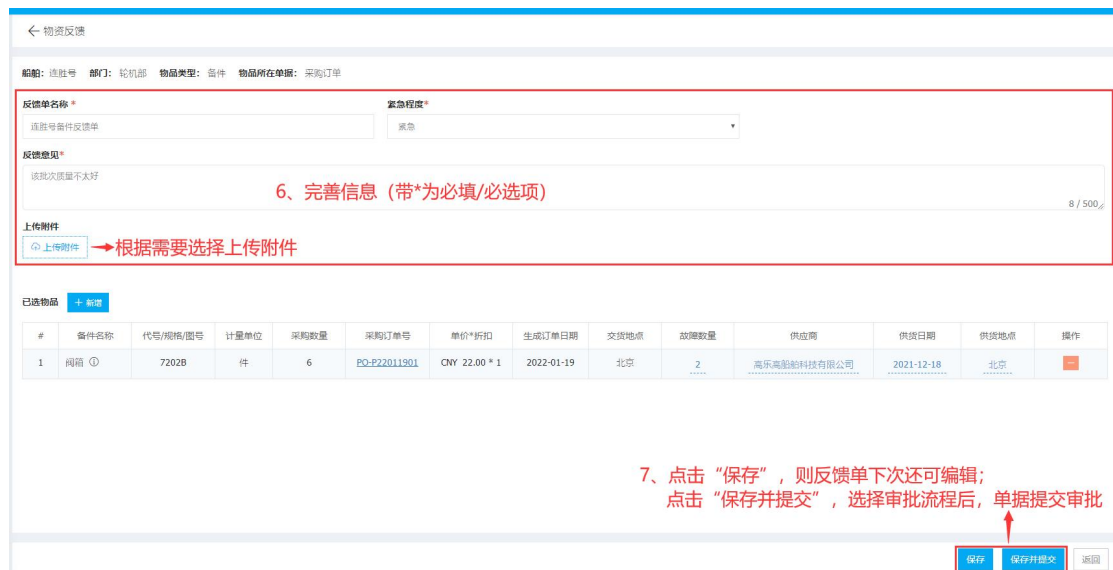 ← 物资反馈
船舶：连胜号 部门：轮机部 物品类型：备件 物品所在单据：采购订单
反馈单名称 * 紧急程度*
连胜号备件反馈单 紧急
反馈意见*
该批次质量不太好
6、完善信息（带*为必填/必选项）
8 / 500
上传附件
上传附件 根据需要选择上传附件
已选物品 + 新增
# 备件名称 代号/规格/图号 计量单位 采购数量 采购订单号 单价*折扣 生成订单日期 交货地点 故障数量 供应商 供货日期 供货地点 操作
1 阀箱 7202B 件 6 PO-P22011901 CNY 22.00 * 1 2022-01-19 北京 2 高乐高船舶科技有限公司 2021-12-18 北京
7、点击“保存”，则反馈单下次还可编辑；
点击“保存并提交”，选择审批流程后，单据提交审批
保存 保存并提交 返回